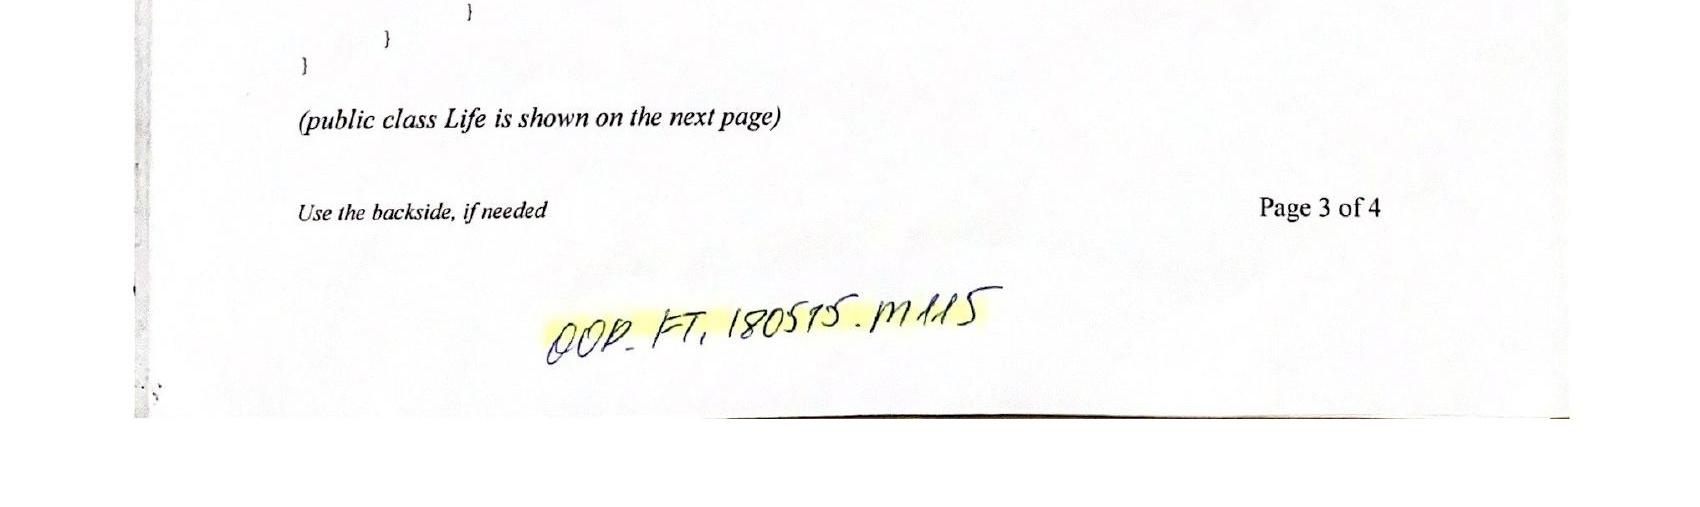 }
}
}
(public class Life is shown on the next page)
Use the backside, if needed
Page 3 of 4
OOP_FT, 180515.M115